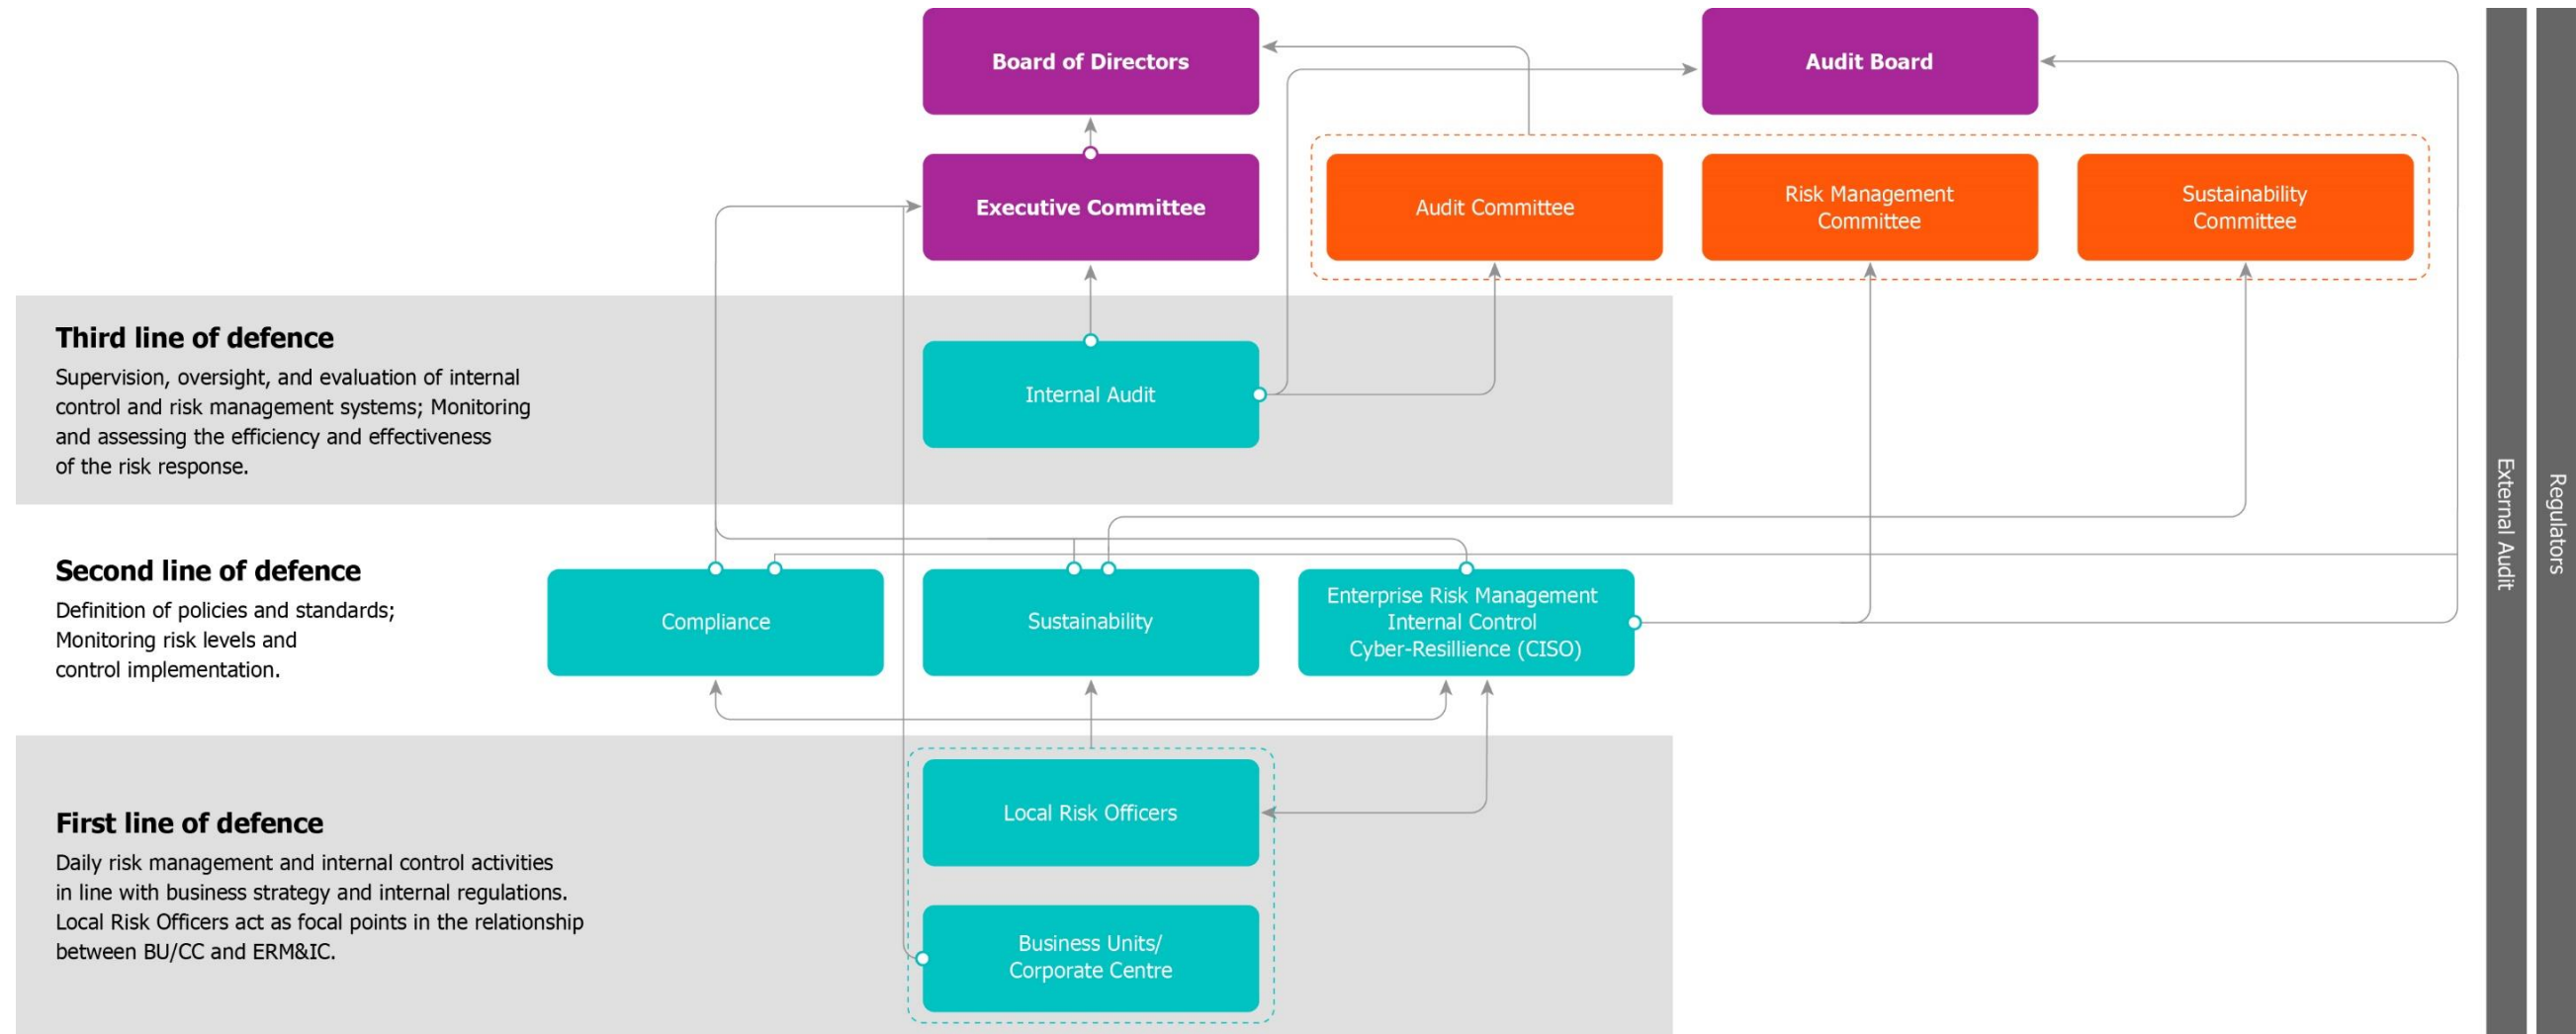 Board of Directors
Audit Board
Executive Committee
Audit Committee
Risk Management
Committee
Sustainability
Committee
Third line of defence
Supervision, oversight, and evaluation of internal
control and risk management systems; Monitoring
and assessing the efficiency and effectiveness
of the risk response.
Internal Audit
Second line of defence
Definition of policies and standards;
Monitoring risk levels and
control implementation.
Compliance
Sustainability
Enterprise Risk Management
Internal Control
Cyber-Resillience (CISO)
First line of defence
Daily risk management and internal control activities
in line with business strategy and internal regulations.
Local Risk Officers act as focal points in the relationship
between BU/CC and ERM&IC.
Local Risk Officers
Business Units/
Corporate Centre
External Audit
Regulators